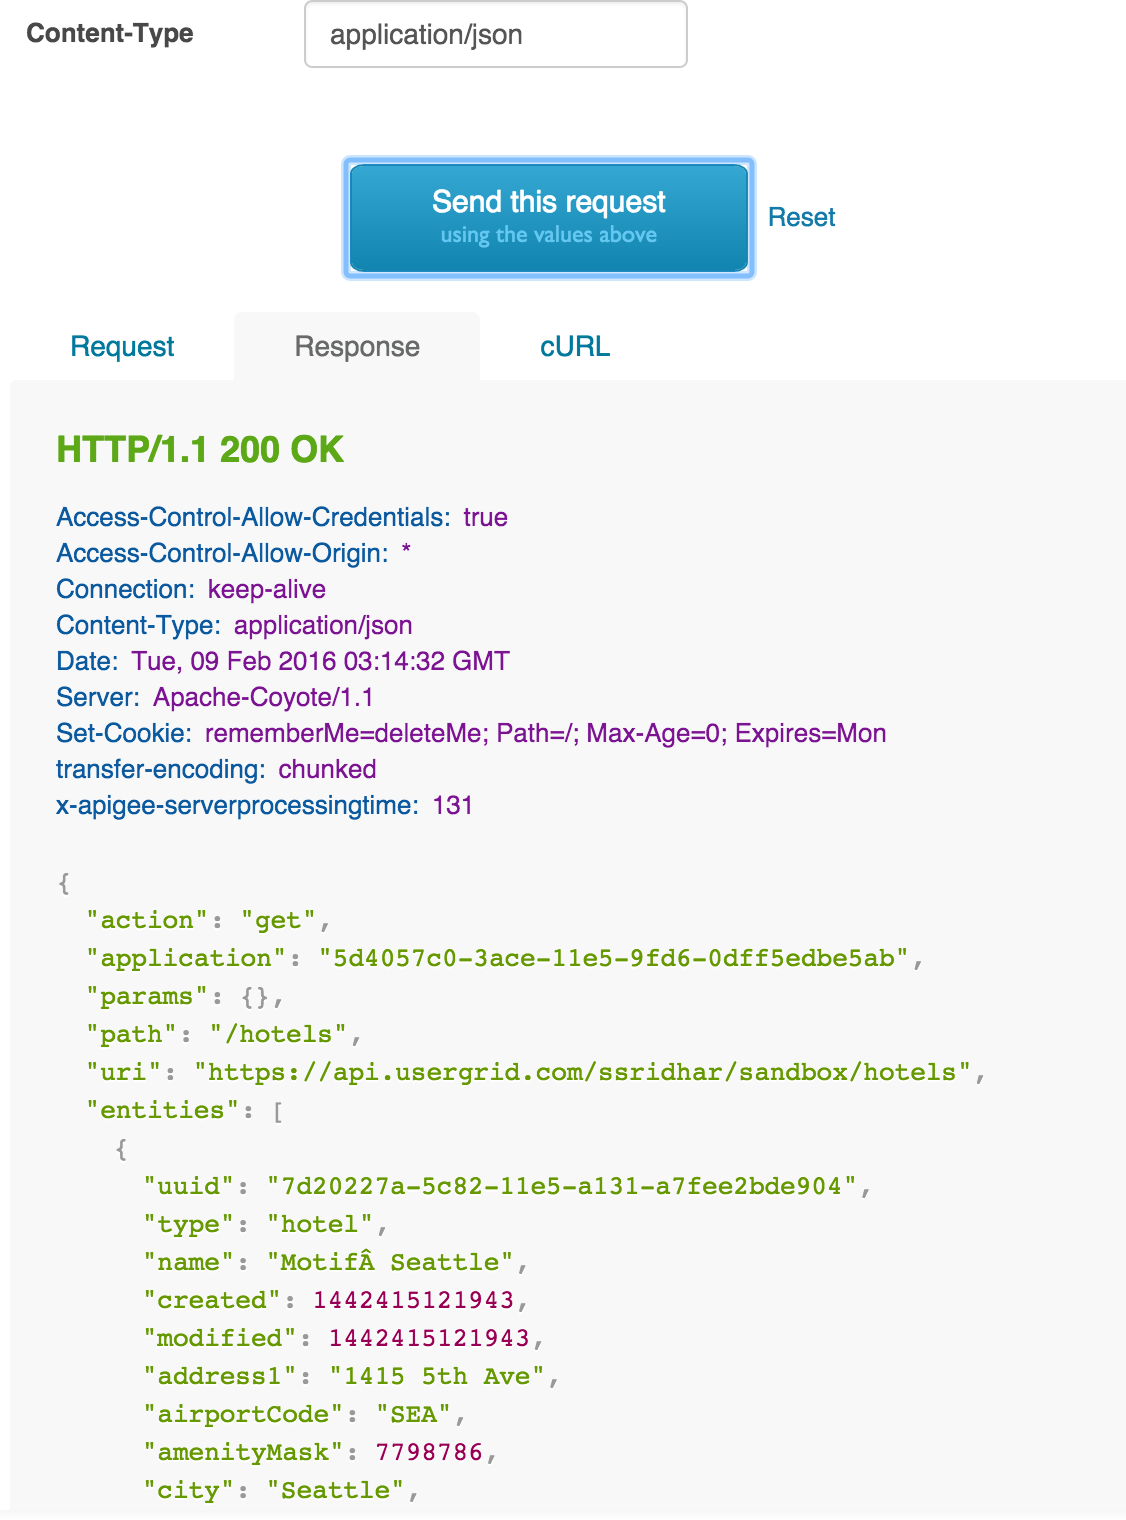 Content-Type
application/json
Send this request
using the values above
Reset
Request
Response
cURL
HTTP/1.1 200 OK
Access-Control-Allow-Credentials: true
Access-Control-Allow-Origin: *
Connection: keep-alive
Content-Type: application/json
Date: Tue, 09 Feb 2016 03:14:32 GMT
Server: Apache-Coyote/1.1
Set-Cookie: rememberMe=deleteMe; Path=/; Max-Age=0; Expires=Mon
transfer-encoding: chunked
x-apigee-serverprocessingtime: 131
{
"action": "get",
"application": "5d4057c0-3ace-11e5-9fd6-0dff5edbe5ab",
"params": {},
"path": "/hotels",
"uri": "https://api.usergrid.com/ssridhar/sandbox/hotels",
"entities": [
{
"uuid": "7d20227a-5c82-11e5-a131-a7fee2bde904",
"type": "hotel",
"name": "MotifÂ Seattle",
"created": 1442415121943,
"modified": 1442415121943,
"address1": "1415 5th Ave",
"airportCode": "SEA",
"amenityMask": 7798786,
"city": "Seattle",